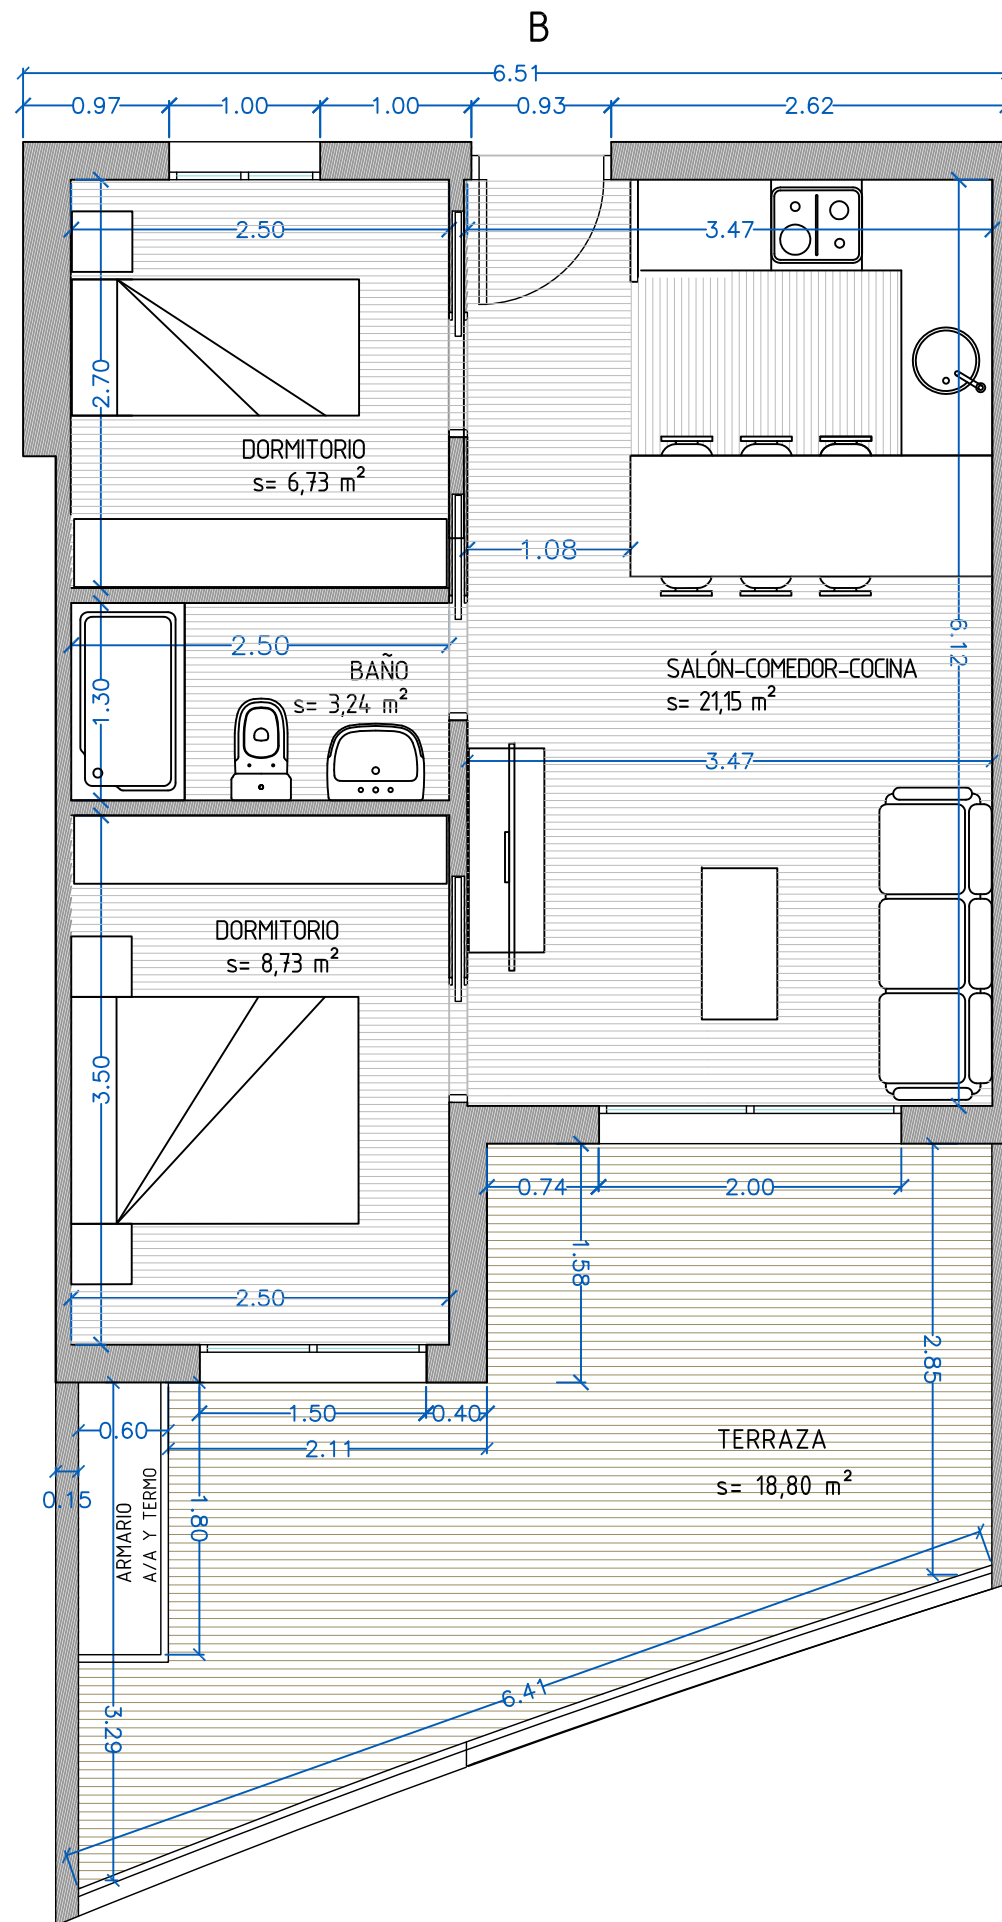 B
6.51
0.97
1.00
1.00
0.93
2.62
2.50
3.47
2.70
DORMITORIO
s= 6,73 m²
1.08
2.50
BAÑO
s= 3,24 m²
1.30
6.12
SALÓN-COMEDOR-COCINA
s= 21,15 m²
3.47
DORMITORIO
s= 8,73 m²
3.50
0.74
2.00
1.58
2.50
2.85
1.50
0.40
0.60
2.11
TERRAZA
s= 18,80 m²
0.15
ARMARIO
A/A Y TERMO
1.80
6.41
3.29